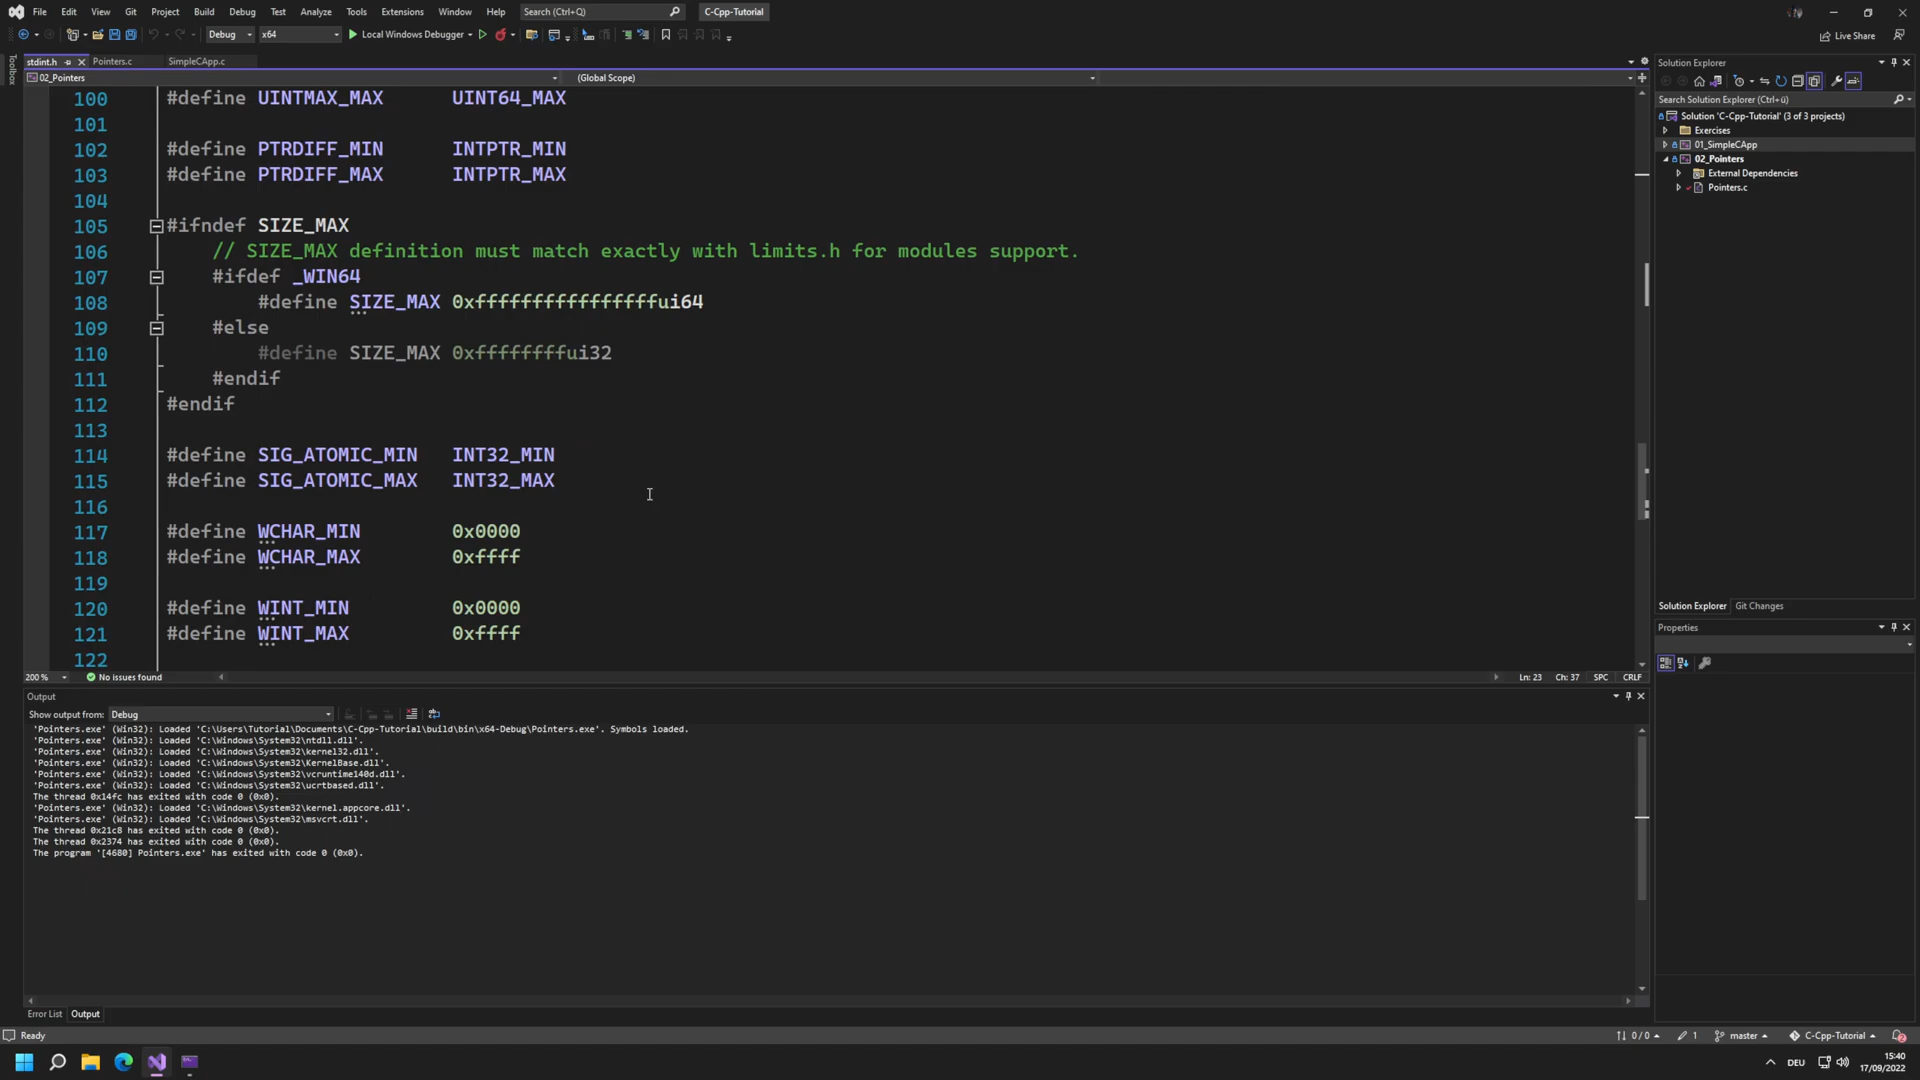 File Edit View Git Project Build Debug Test Analyze Tools Extensions Window Help Search (Ctrl+Q) C-Cpp-Tutorial
Debug x64 Local Windows Debugger Live Share
stdint.h Pointers.c SimpleCApp.c
02_Pointers (Global Scope)
100 #define UINTMAX_MAX UINT64_MAX
101
102 #define PTRDIFF_MIN INTPTR_MIN
103 #define PTRDIFF_MAX INTPTR_MAX
104
105 #ifndef SIZE_MAX
106 // SIZE_MAX definition must match exactly with limits.h for modules support.
107 #ifdef _WIN64
108 #define SIZE_MAX 0xffffffffffffffffui64
109 #else
110 #define SIZE_MAX 0xffffffffui32
111 #endif
112 #endif
113
114 #define SIG_ATOMIC_MIN INT32_MIN
115 #define SIG_ATOMIC_MAX INT32_MAX
116
117 #define WCHAR_MIN 0x0000
118 #define WCHAR_MAX 0xffff
119
120 #define WINT_MIN 0x0000
121 #define WINT_MAX 0xffff
122
200 % No issues found Ln: 23 Ch: 37 SPC CRLF
Toolbox
Output
Show output from: Debug
'Pointers.exe' (Win32): Loaded 'C:\Users\Tutorial\Documents\C-Cpp-Tutorial\build\bin\x64-Debug\Pointers.exe'. Symbols loaded.
'Pointers.exe' (Win32): Loaded 'C:\Windows\System32\ntdll.dll'.
'Pointers.exe' (Win32): Loaded 'C:\Windows\System32\kernel32.dll'.
'Pointers.exe' (Win32): Loaded 'C:\Windows\System32\KernelBase.dll'.
'Pointers.exe' (Win32): Loaded 'C:\Windows\System32\vcruntime140d.dll'.
'Pointers.exe' (Win32): Loaded 'C:\Windows\System32\ucrtbased.dll'.
The thread 0x14fc has exited with code 0 (0x0).
'Pointers.exe' (Win32): Loaded 'C:\Windows\System32\kernel.appcore.dll'.
'Pointers.exe' (Win32): Loaded 'C:\Windows\System32\msvcrt.dll'.
The thread 0x21c8 has exited with code 0 (0x0).
The thread 0x2374 has exited with code 0 (0x0).
The program '[4680] Pointers.exe' has exited with code 0 (0x0).
Error List Output
Solution Explorer
Search Solution Explorer (Ctrl+ü)
Solution 'C-Cpp-Tutorial' (3 of 3 projects)
Exercises
01_SimpleCApp
02_Pointers
External Dependencies
Pointers.c
Solution Explorer Git Changes
Properties
Ready 0 / 0 1 master C-Cpp-Tutorial
DEU 15:40
17/09/2022